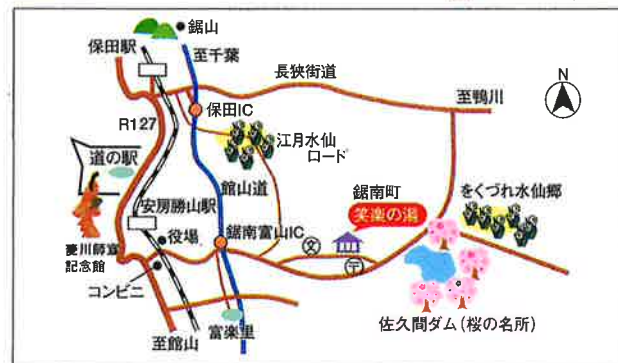 鋸山
保田駅
至千葉
長狭街道
N
至鴨川
保田IC
R127
江月水仙
ロード
道の駅
館山道
鋸南町
笑楽の湯
をくづれ水仙郷
安房勝山駅
役場
鋸南富山IC
菱川師宣
記念館
文
〒
コンビニ
富楽里
佐久間ダム(桜の名所)
至館山